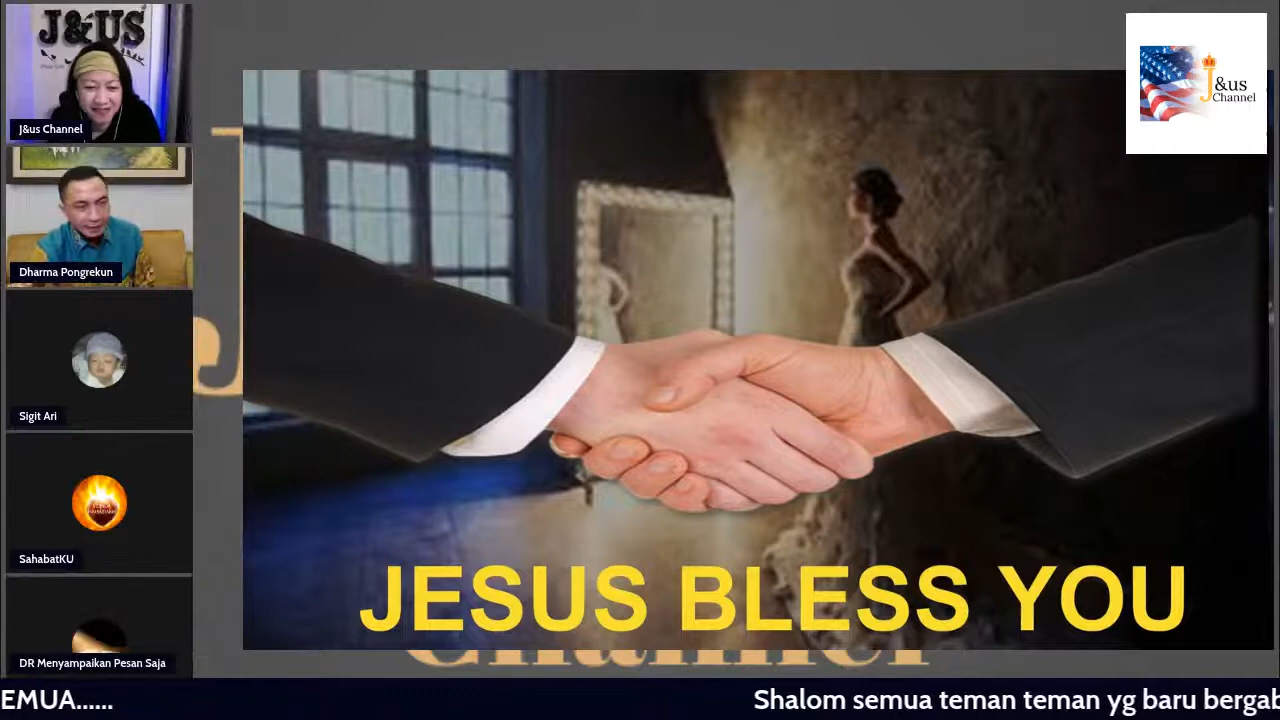 J&US
J&us Channel
Dharma Pongrekun
Sigit Ari
SahabatKU
DR Menyampaikan Pesan Saja
J&us
Channel
JESUS BLESS YOU
Channel
EMUA...... Shalom semua teman teman yg baru bergab